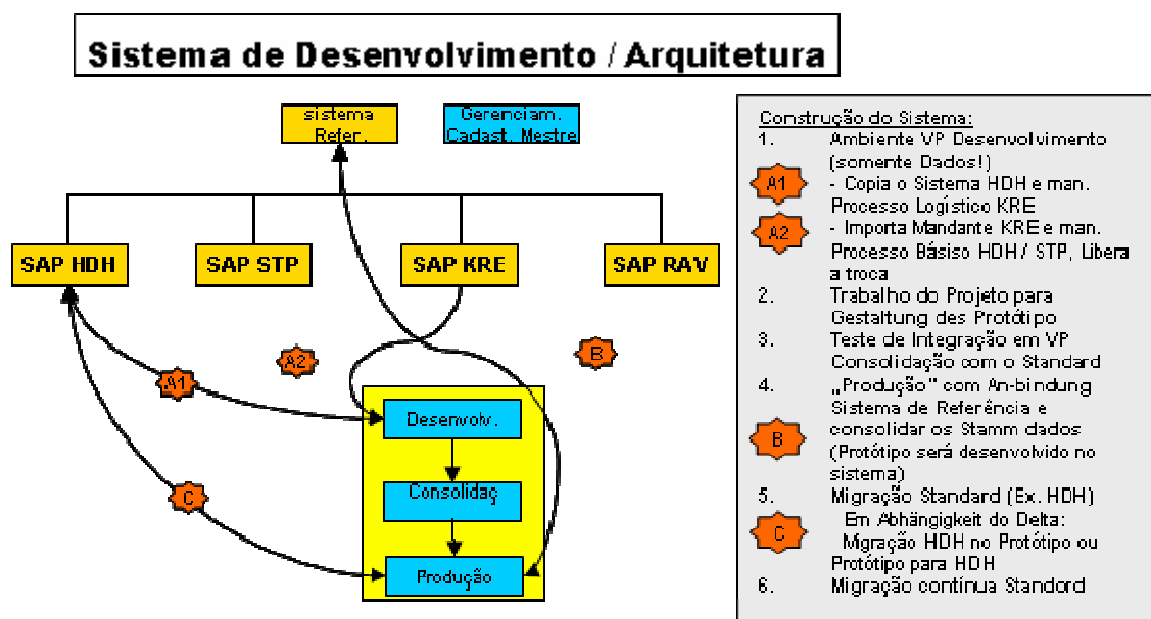 Sistema de Desenvolvimento / Arquitetura
sistema
Refer.
Gerenciam.
Cadast. Mestre
SAP HDH
SAP STP
SAP KRE
SAP RAV
A1
A2
B
C
Desenvolv.
Consolidaç
Produção
Construção do Sistema:
1. Ambiente VP Desenvolvimento
(somente Dados!)
A1 - Copia o Sistema HDH e man.
Processo Logístico KRE
A2 - Importa Mandante KRE e man.
Processo Básiso HDH / STP, Libera
a troca
2. Trabalho do Projeto para
Gestaltung des Protótipo
3. Teste de Integração em VP
Consolidação com o Standard
4. „Produção” com An-bindung
Sistema de Referência e
B consolidar os Stamm dados
(Protótipo será desenvolvido no
sistema)
5. Migração Standard (Ex. HDH)
C Em Abhängigkeit do Delta:
Migração HDH no Protótipo ou
Protótipo para HDH
6. Migração contínua Standard